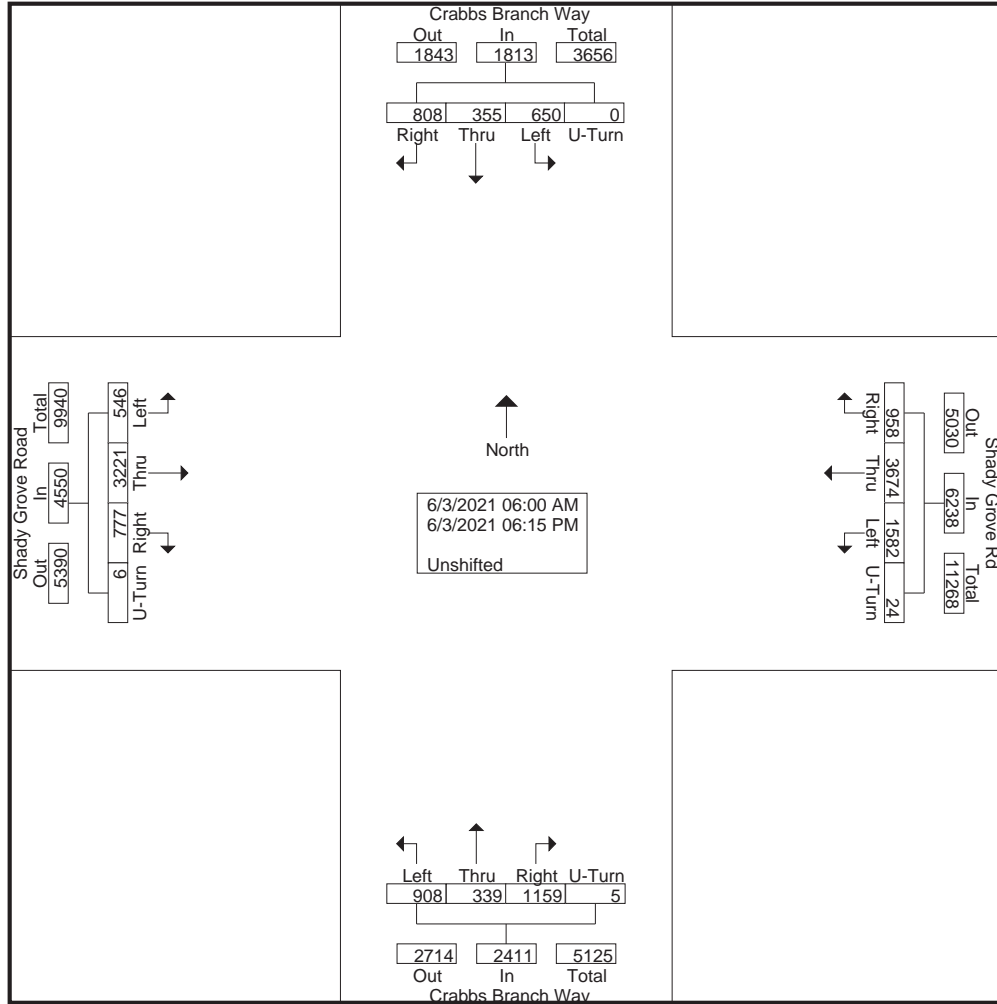 Crabbs Branch Way
Out In Total
1843 1813 3656
808 355 650 0
Right Thru Left U-Turn
Shady Grove Road
Total In Out
9940 4550 5390
546 3221 777 6
Left Thru Right U-Turn
North
6/3/2021 06:00 AM
6/3/2021 06:15 PM
Unshifted
Shady Grove Rd
Out In Total
5030 6238 11268
958 3674 1582 24
Right Thru Left U-Turn
Left Thru Right U-Turn
908 339 1159 5
2714 2411 5125
Out In Total
Crabbs Branch Way